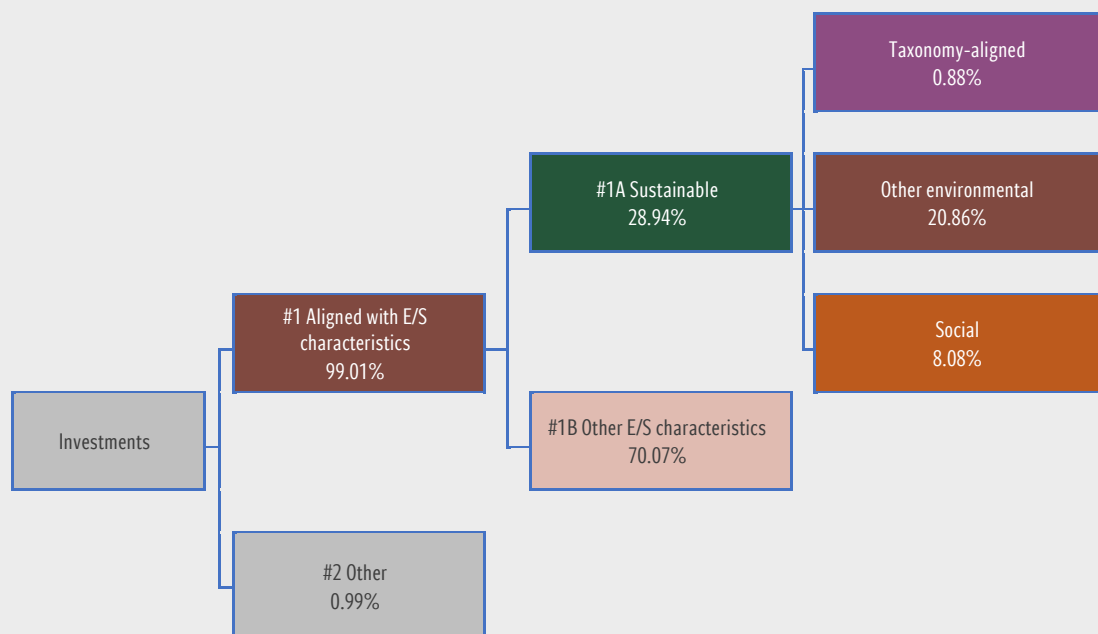 Taxonomy-aligned
0.88%
#1A Sustainable
28.94%
Other environmental
20.86%
#1 Aligned with E/S
characteristics
99.01%
Social
8.08%
Investments
#1B Other E/S characteristics
70.07%
#2 Other
0.99%